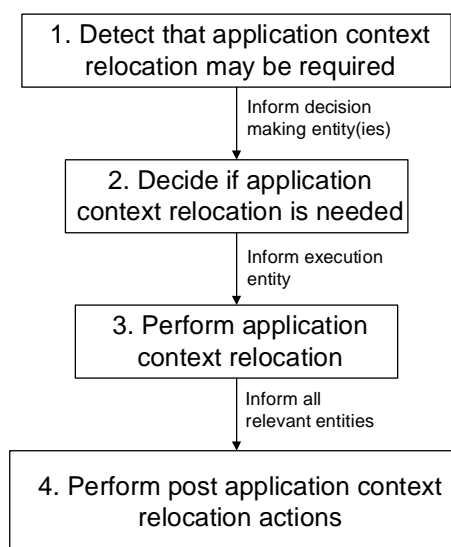 1. Detect that application context
relocation may be required
Inform decision
making entity(ies)
2. Decide if application
context relocation is needed
Inform execution
entity
3. Perform application
context relocation
Inform all
relevant entities
4. Perform post application context
relocation actions